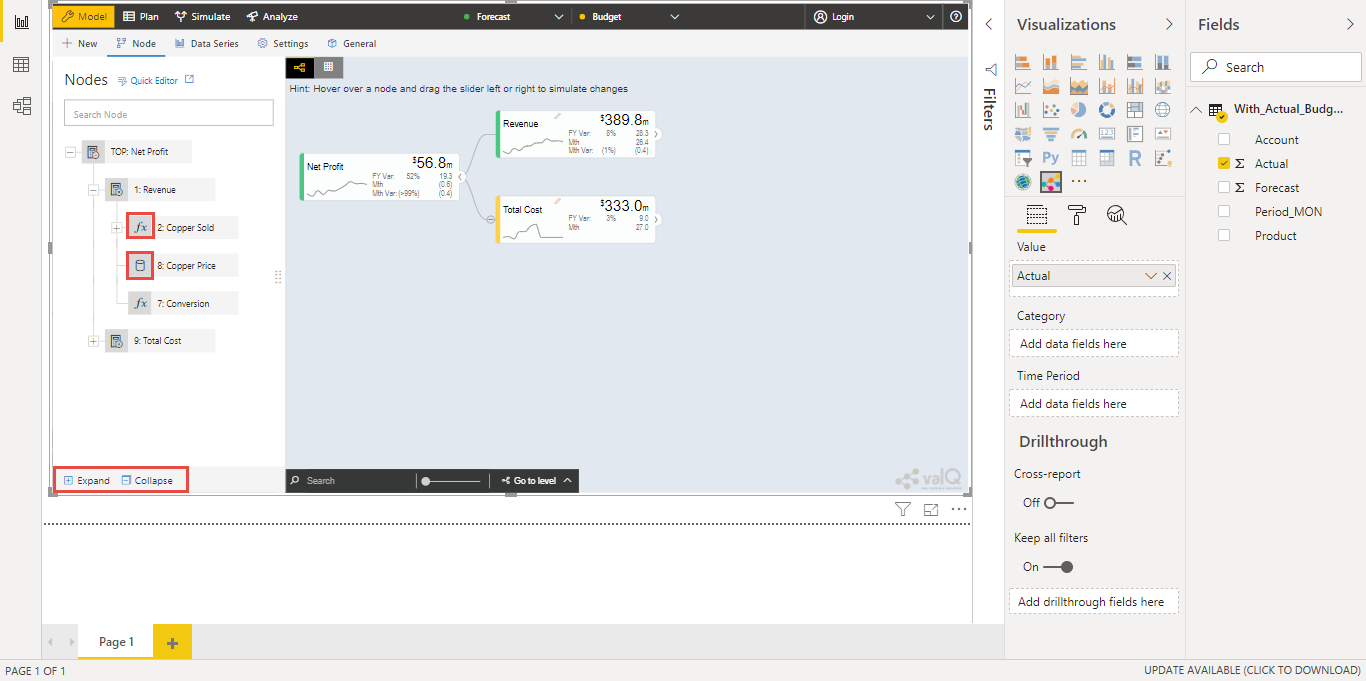 Model Plan Simulate Analyze Forecast Budget Login
New Node Data Series Settings General
Nodes Quick Editor
Search Node
TOP: Net Profit
1: Revenue
fx 2: Copper Sold
8: Copper Price
fx 7: Conversion
9: Total Cost
Expand Collapse
Hint: Hover over a node and drag the slider left or right to simulate changes
Net Profit $56.8m
FY Var: 52% 19.3
Mth (0.6)
Mth Var: (>99%) (0.4)
Revenue $389.8m
FY Var: 8% 28.3
Mth 26.4
Mth Var: (1%) (0.4)
Total Cost $333.0m
FY Var: 3% 9.0
Mth 27.0
Search Go to level
valQ
Page 1
PAGE 1 OF 1
Filters
Visualizations
123
Py
R
Value
Actual
Category
Add data fields here
Time Period
Add data fields here
Drillthrough
Cross-report
Off
Keep all filters
On
Add drillthrough fields here
Fields
Search
With_Actual_Budg...
Account
Σ Actual
Σ Forecast
Period_MON
Product
UPDATE AVAILABLE (CLICK TO DOWNLOAD)